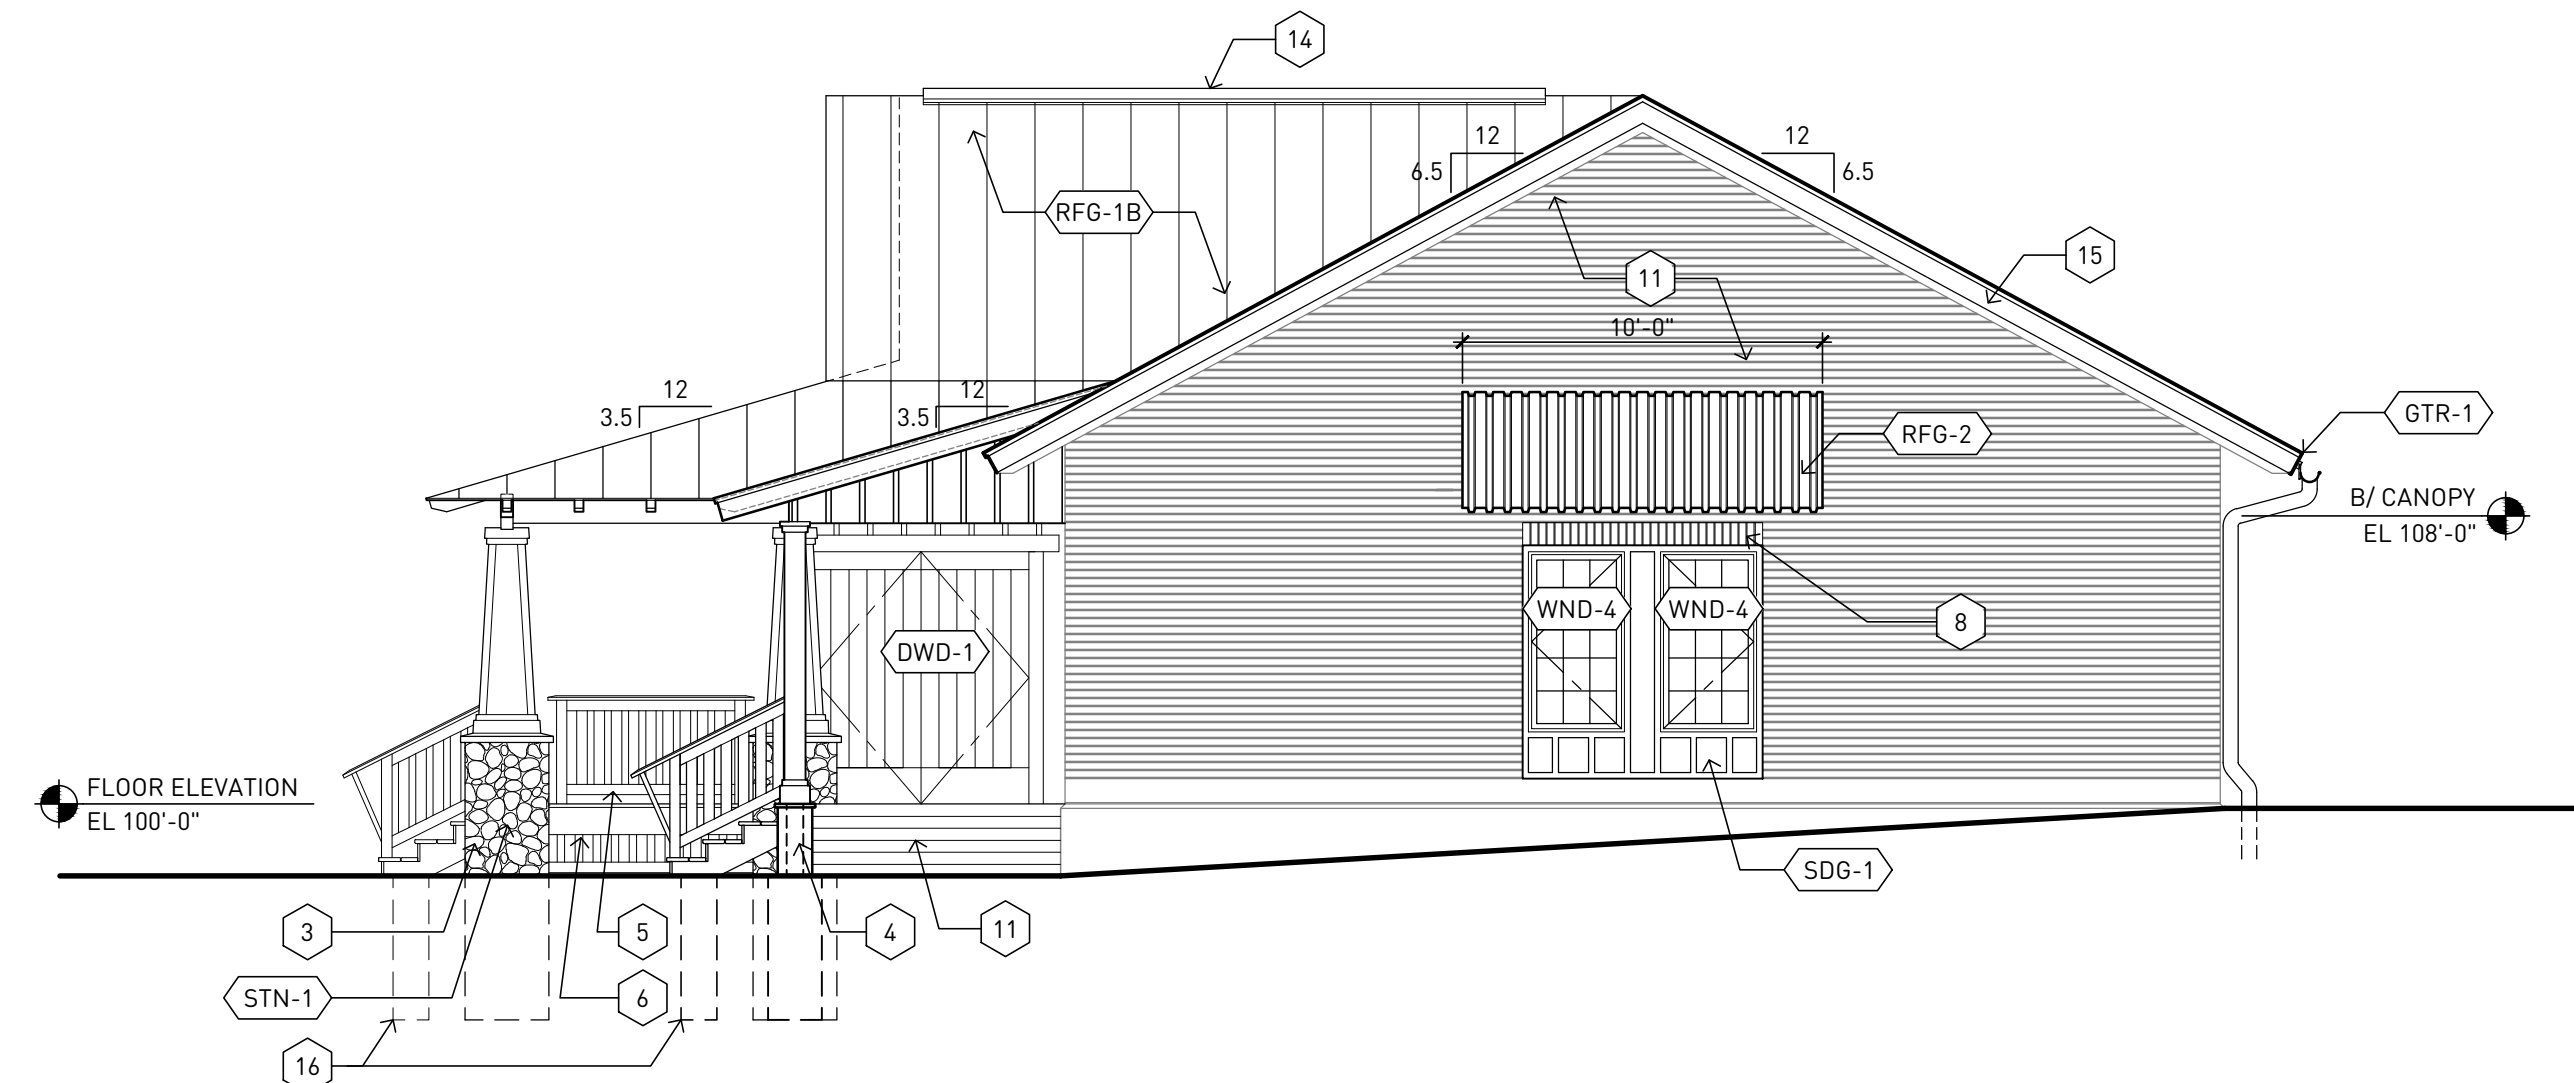 14
12
12
6.5
6.5
RFG-1B
15
11
10'-0"
12
12
3.5
3.5
GTR-1
RFG-2
B/ CANOPY
EL 108'-0"
WND-4
WND-4
8
DWD-1
FLOOR ELEVATION
EL 100'-0"
SDG-1
3
5
4
11
STN-1
6
16